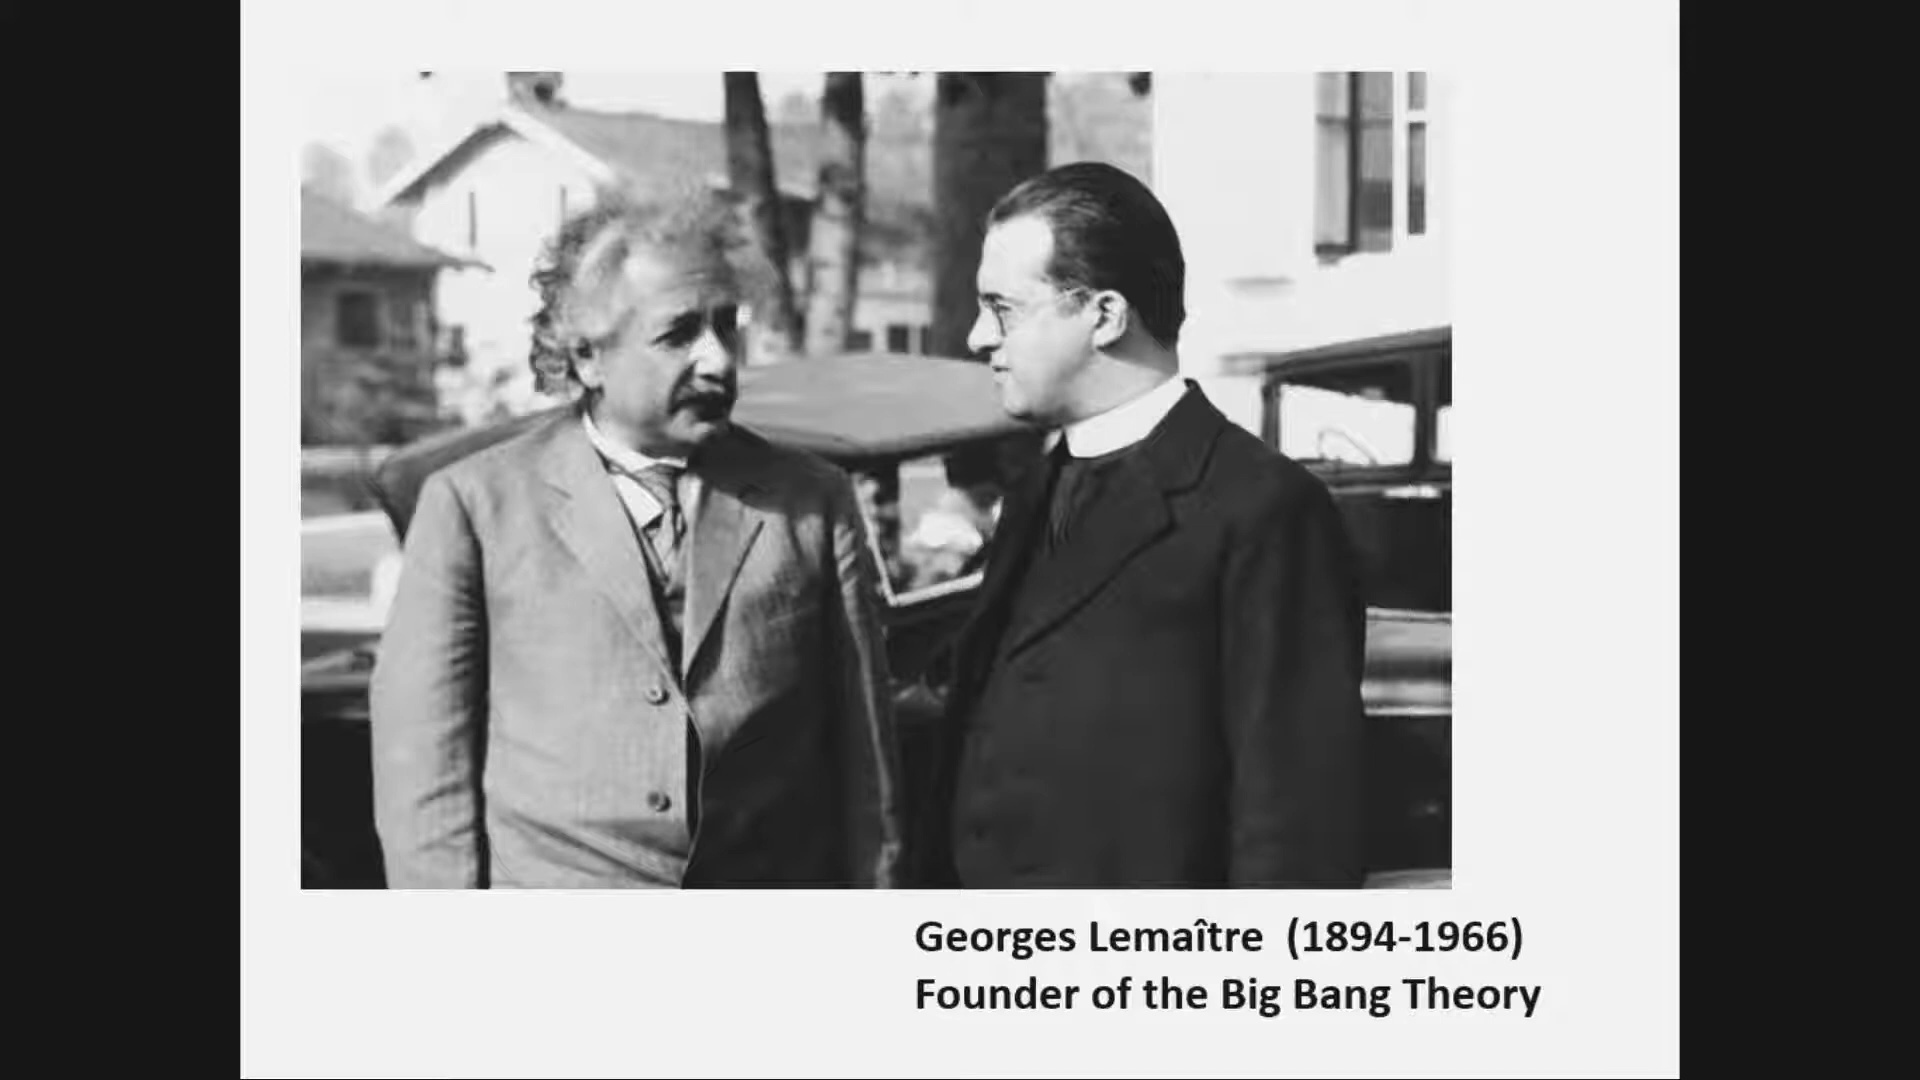 Georges Lemaître (1894-1966)
Founder of the Big Bang Theory